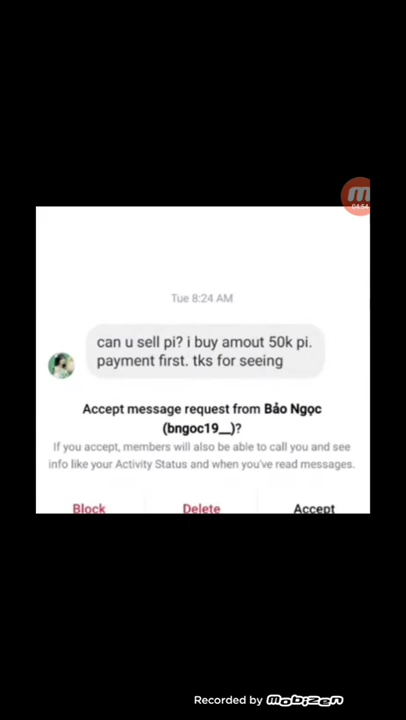 04:54
Tue 8:24 AM
can u sell pi? i buy amout 50k pi.
payment first. tks for seeing
Accept message request from Bảo Ngọc
(bngoc19__)?
If you accept, members will also be able to call you and see
info like your Activity Status and when you've read messages.
Block Delete Accept
Recorded by mobizen